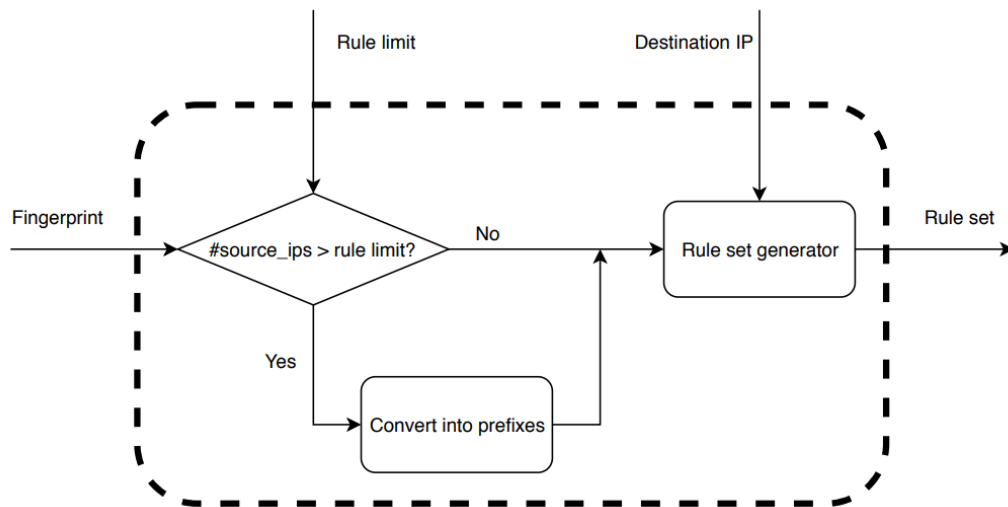 Rule limit
Destination IP
Fingerprint
#source_ips > rule limit?
No
Rule set generator
Rule set
Yes
Convert into prefixes